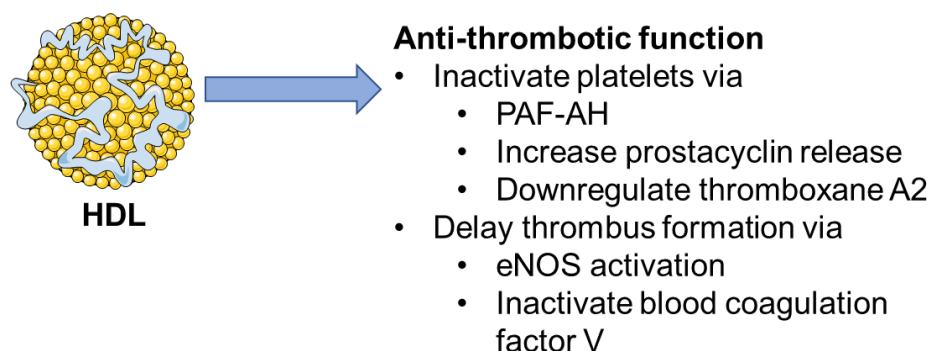 HDL
Anti-thrombotic function
• Inactivate platelets via
• PAF-AH
• Increase prostacyclin release
• Downregulate thromboxane A2
• Delay thrombus formation via
• eNOS activation
• Inactivate blood coagulation
factor V